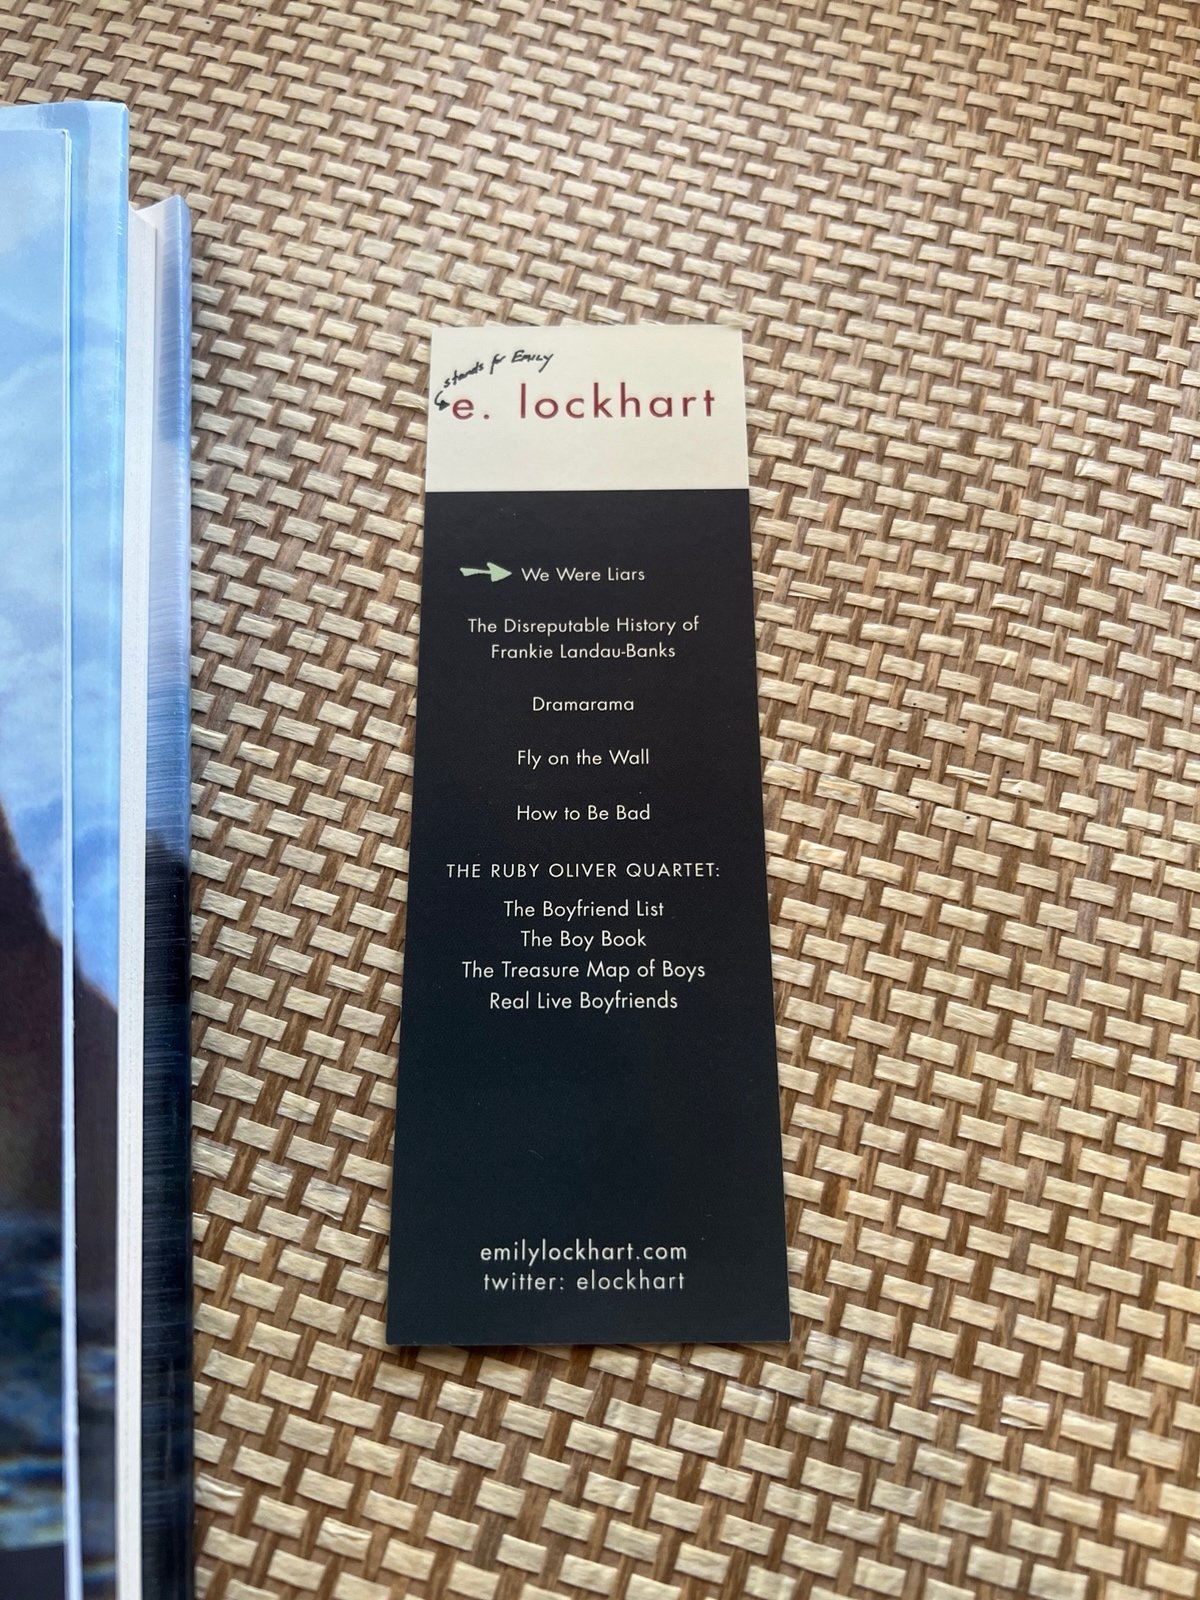 stands for EMILY
e. lockhart
We Were Liars
The Disreputable History of
Frankie Landau-Banks
Dramarama
Fly on the Wall
How to Be Bad
THE RUBY OLIVER QUARTET:
The Boyfriend List
The Boy Book
The Treasure Map of Boys
Real Live Boyfriends
emilylockhart.com
twitter: elockhart